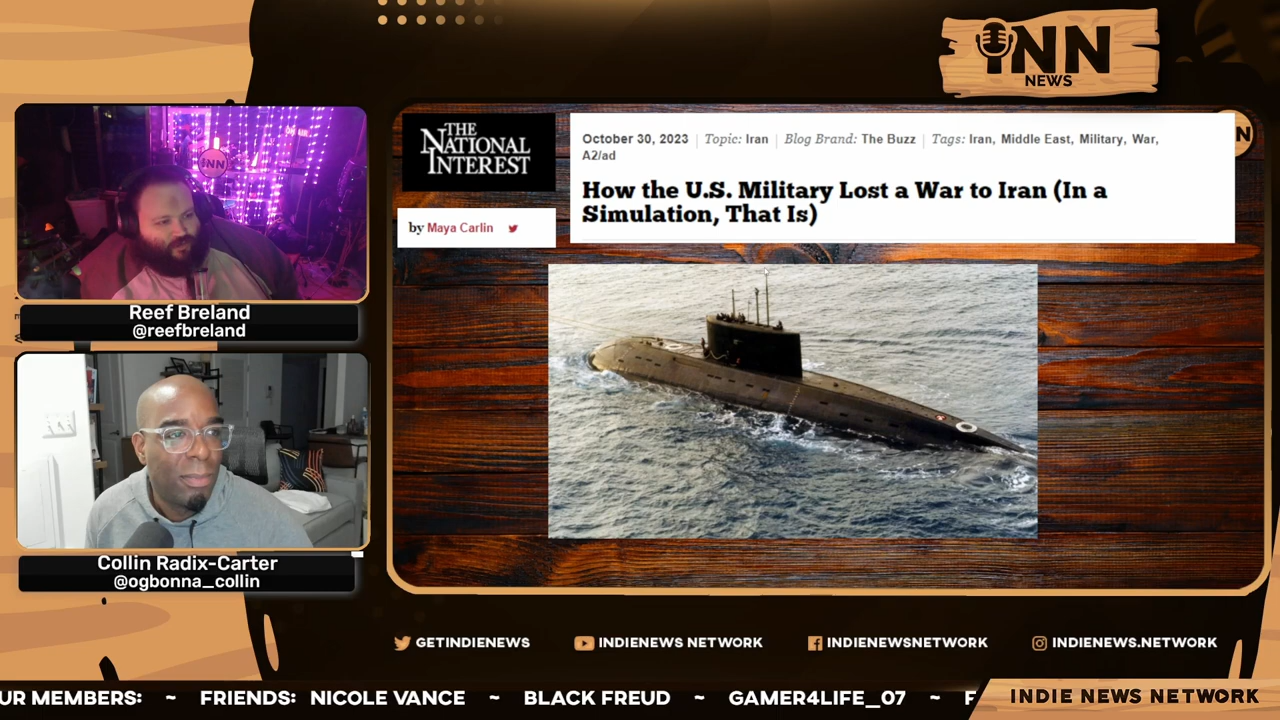 INN
NEWS
THE
NATIONAL
INTEREST
October 30, 2023 | Topic: Iran | Blog Brand: The Buzz | Tags: Iran, Middle East, Military, War,
A2/ad
How the U.S. Military Lost a War to Iran (In a
Simulation, That Is)
by Maya Carlin
INN
Reef Breland
@reefbreland
Collin Radix-Carter
@ogbonna_collin
GETINDIENEWS
INDIENEWS NETWORK
INDIENEWSNETWORK
INDIENEWS.NETWORK
UR MEMBERS: ~ FRIENDS: NICOLE VANCE ~ BLACK FREUD ~ GAMER4LIFE_07 ~ F
INDIE NEWS NETWORK